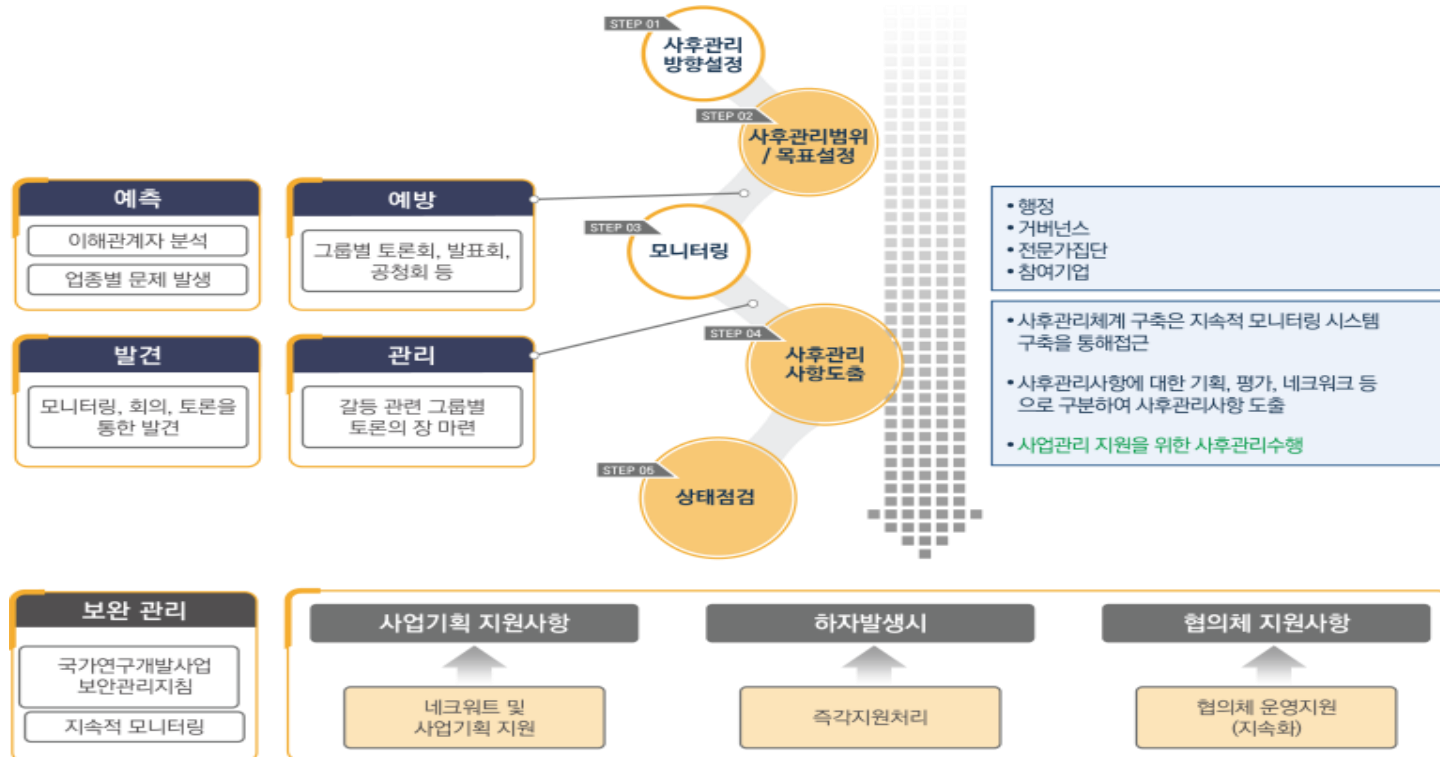 STEP 01
사후관리
방향설정
STEP 02
사후관리범위
/ 목표설정
STEP 03
모니터링
STEP 04
사후관리
사항도출
STEP 05
상태점검
예측
이해관계자 분석
업종별 문제 발생
예방
그룹별 토론회, 발표회,
공청회 등
발견
모니터링, 회의, 토론을
통한 발견
관리
갈등 관련 그룹별
토론의 장 마련
• 행정
• 거버넌스
• 전문가집단
• 참여기업
• 사후관리체계 구축은 지속적 모니터링 시스템
구축을 통해접근
• 사후관리사항에 대한 기획, 평가, 네크워크 등
으로 구분하여 사후관리사항 도출
• 사업관리 지원을 위한 사후관리수행
보완 관리
국가연구개발사업
보안관리지침
지속적 모니터링
사업기획 지원사항
네크워트 및
사업기획 지원
하자발생시
즉각지원처리
협의체 지원사항
협의체 운영지원
(지속화)